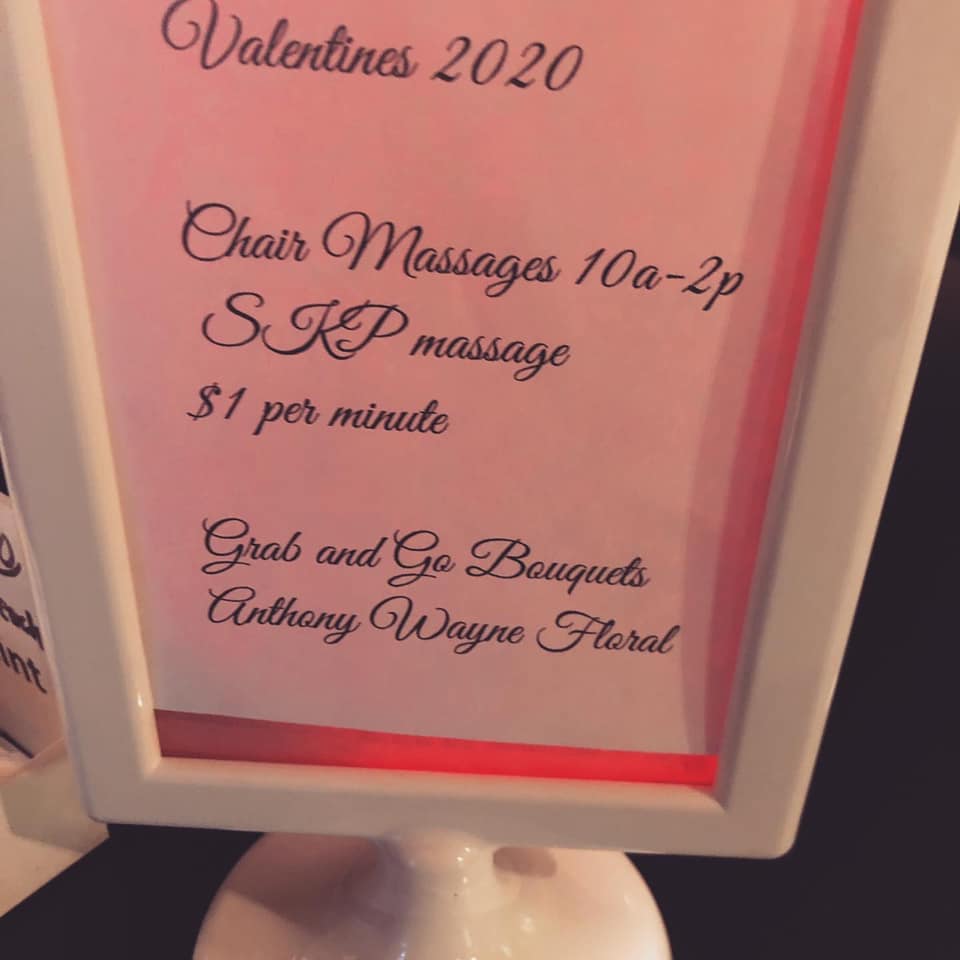 Valentines 2020
Chair Massages 10a-2p
SKP massage
$1 per minute
Grab and Go Bouquets
Anthony Wayne Floral